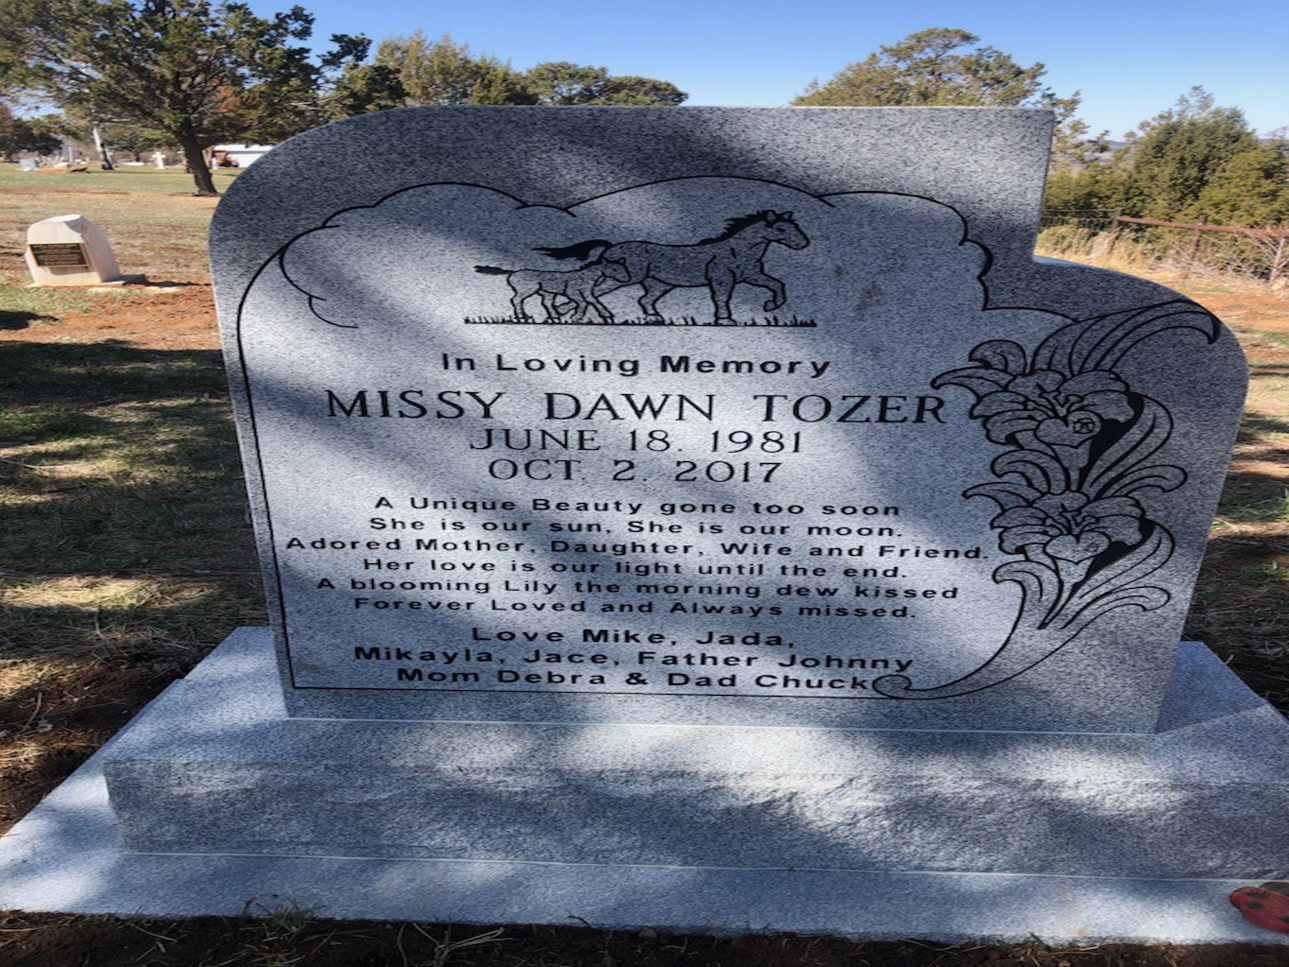 In Loving Memory
MISSY DAWN TOZER
JUNE 18. 1981
OCT. 2. 2017
A Unique Beauty gone too soon
She is our sun, She is our moon.
Adored Mother, Daughter, Wife and Friend.
Her love is our light until the end.
A blooming Lily the morning dew kissed
Forever Loved and Always missed.
Love Mike, Jada,
Mikayla, Jace, Father Johnny
Mom Debra & Dad Chuck